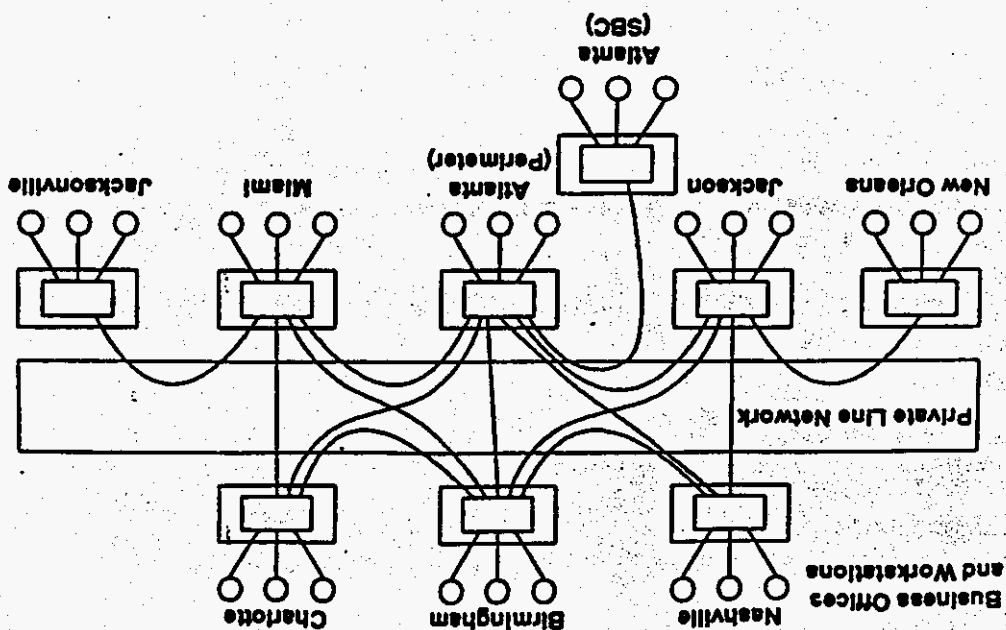 Business Offices
and Workstations
Nashville
Birmingham
Charlotte
Private Line Network
New Orleans
Jackson
Atlanta
(Perimeter)
Miami
Jacksonville
Atlanta
(SBC)